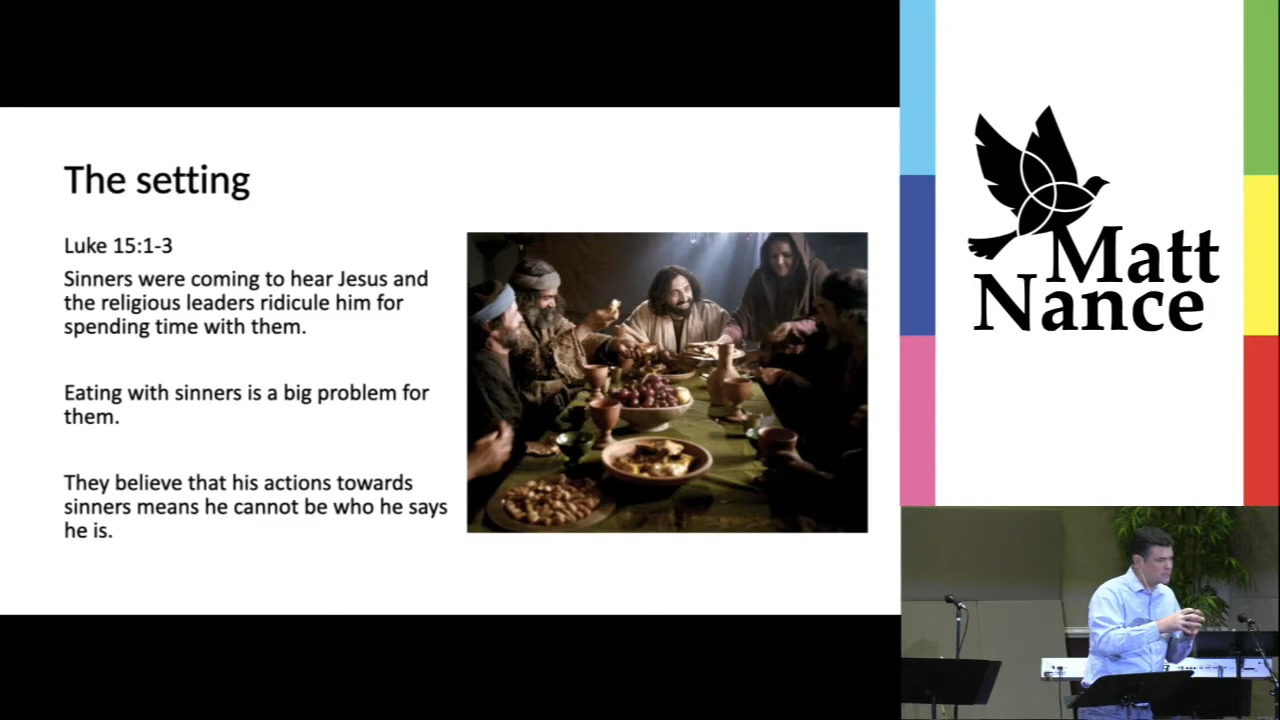 The setting
Luke 15:1-3
Sinners were coming to hear Jesus and
the religious leaders ridicule him for
spending time with them.
Eating with sinners is a big problem for
them.
They believe that his actions towards
sinners means he cannot be who he says
he is.
Matt
Nance